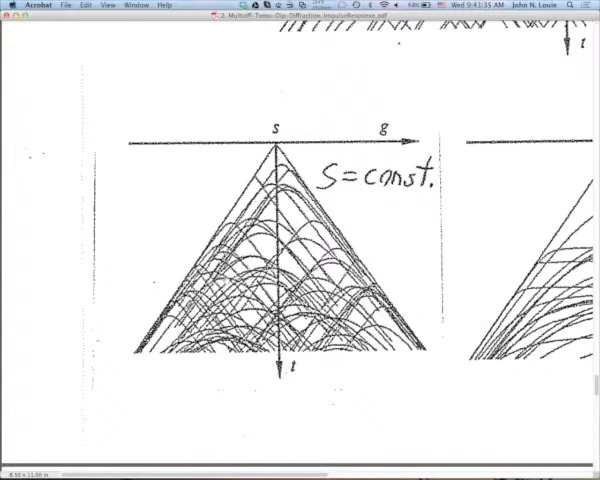 Acrobat File Edit View Window Help
Wed 9:43:35 AM John N. Louie
2. Multioff-Twrns-Dip-Diffraction-ImpulseResponse.pdf
t
s g
S=const.
t
8.50 x 11.00 in